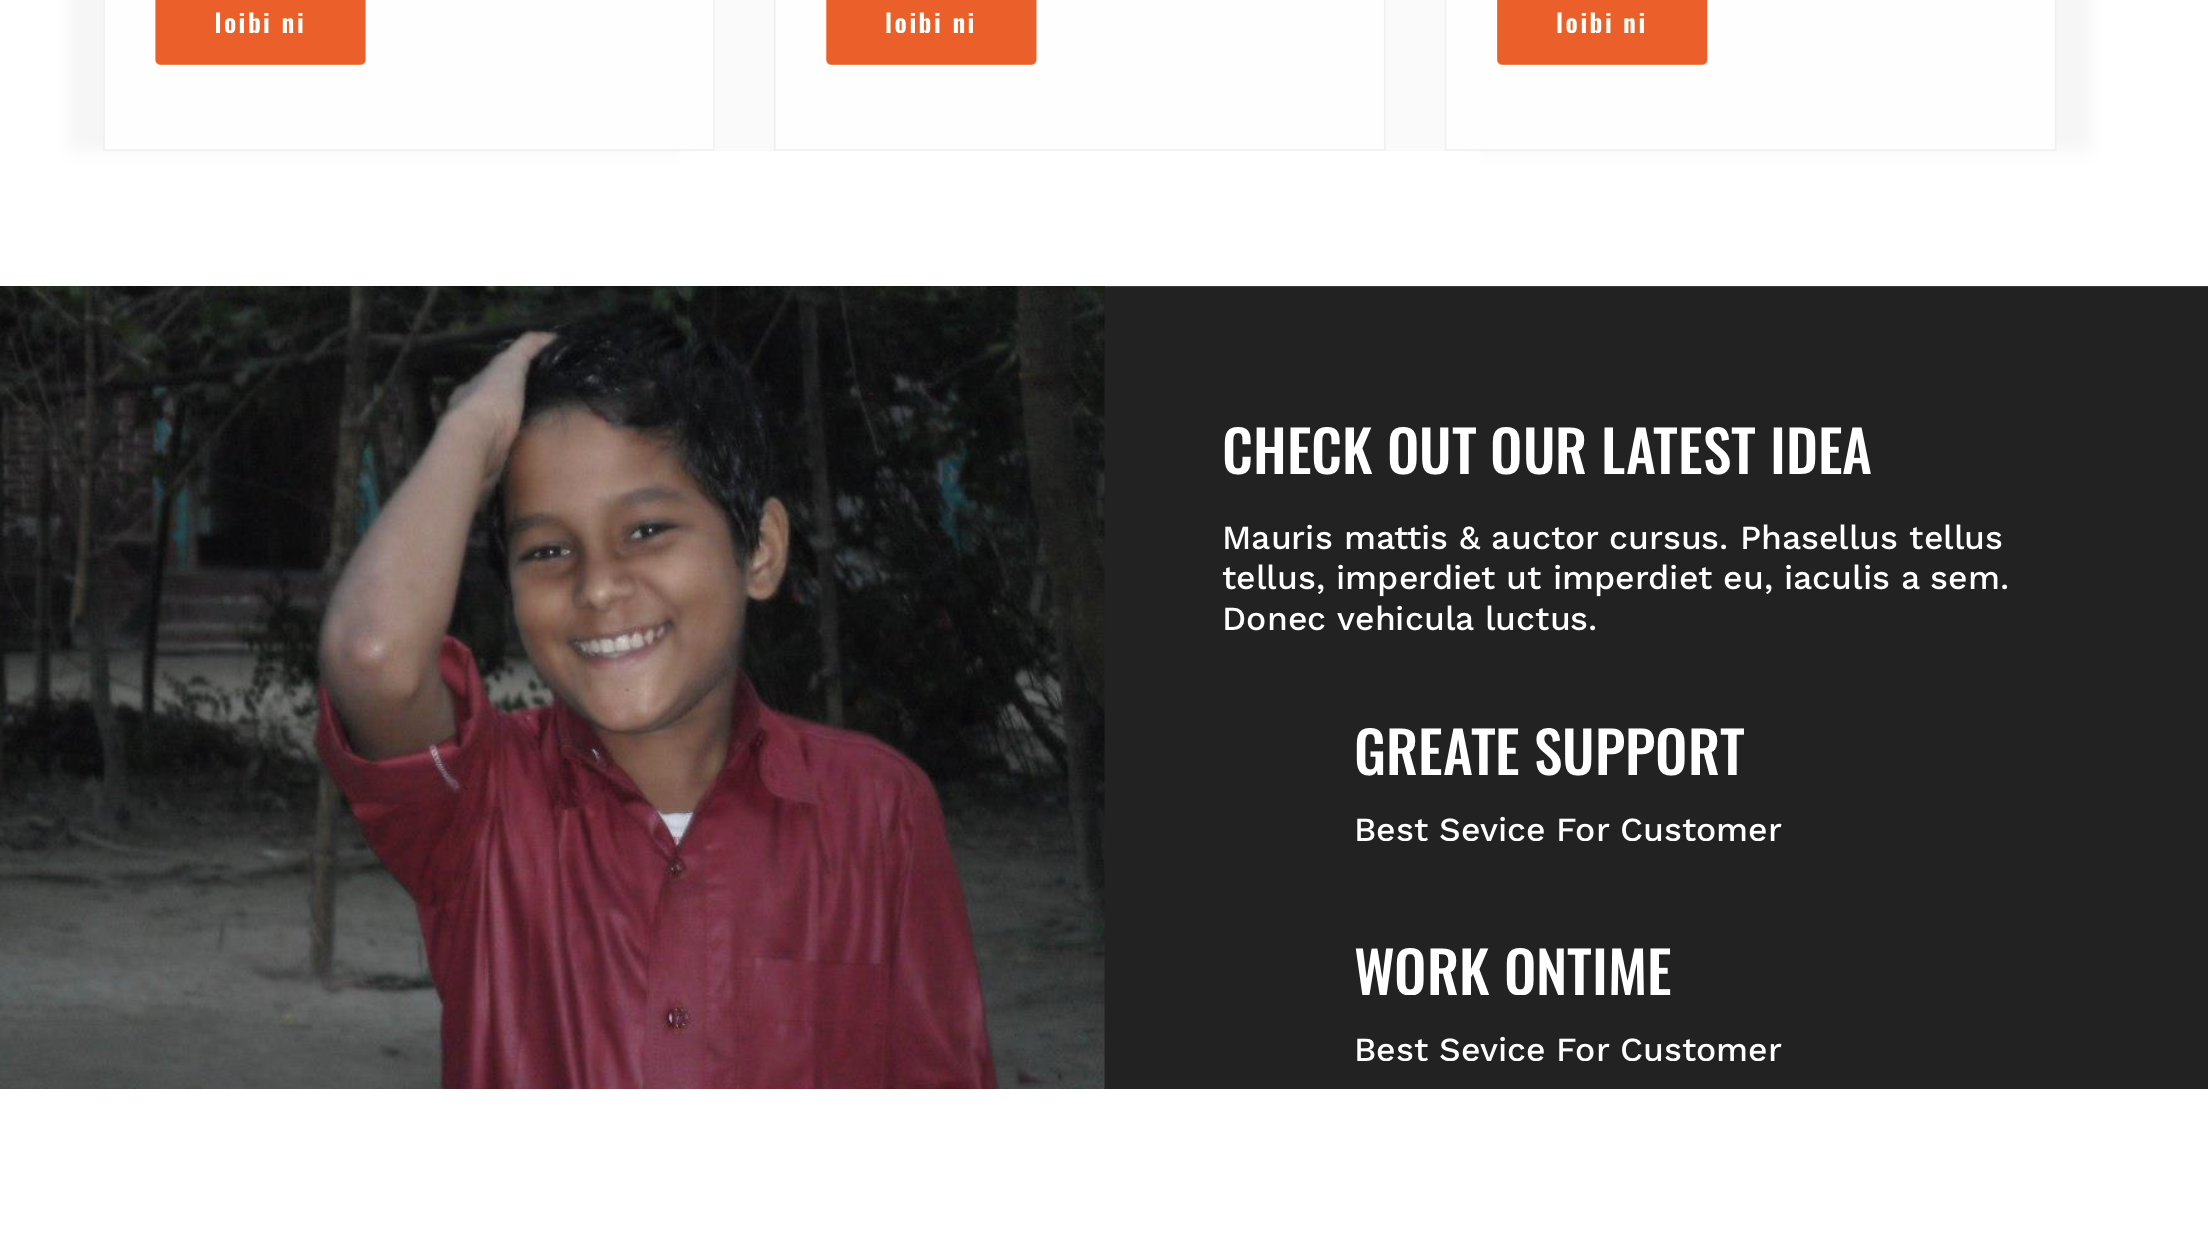 loibi ni
loibi ni
loibi ni
CHECK OUT OUR LATEST IDEA
Mauris mattis & auctor cursus. Phasellus tellus
tellus, imperdiet ut imperdiet eu, iaculis a sem.
Donec vehicula luctus.
GREATE SUPPORT
Best Sevice For Customer
WORK ONTIME
Best Sevice For Customer